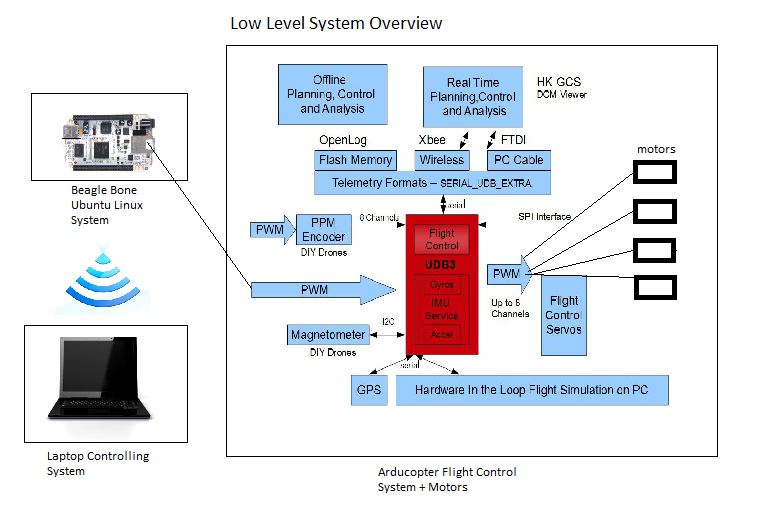 Low Level System Overview
Offline
Planning, Control
and Analysis
Real Time
Planning,Control
and Analysis
HK GCS
DCM Viewer
OpenLog
Xbee
FTDI
Flash Memory
Wireless
PC Cable
Telemetry Formats – SERIAL_UDB_EXTRA
serial
motors
Beagle Bone
Ubuntu Linux
System
PWM
PPM
Encoder
DIY Drones
8 Channels
SPI Interface
Flight
Control
UDB3
Gyros
IMU
Service
Accel
PWM
PWM
Up to 8
Channels
Flight
Control
Servos
I2C
Magnetometer
DIY Drones
serial
GPS
Hardware In the Loop Flight Simulation on PC
Laptop Controlling
System
Arducopter Flight Control
System + Motors